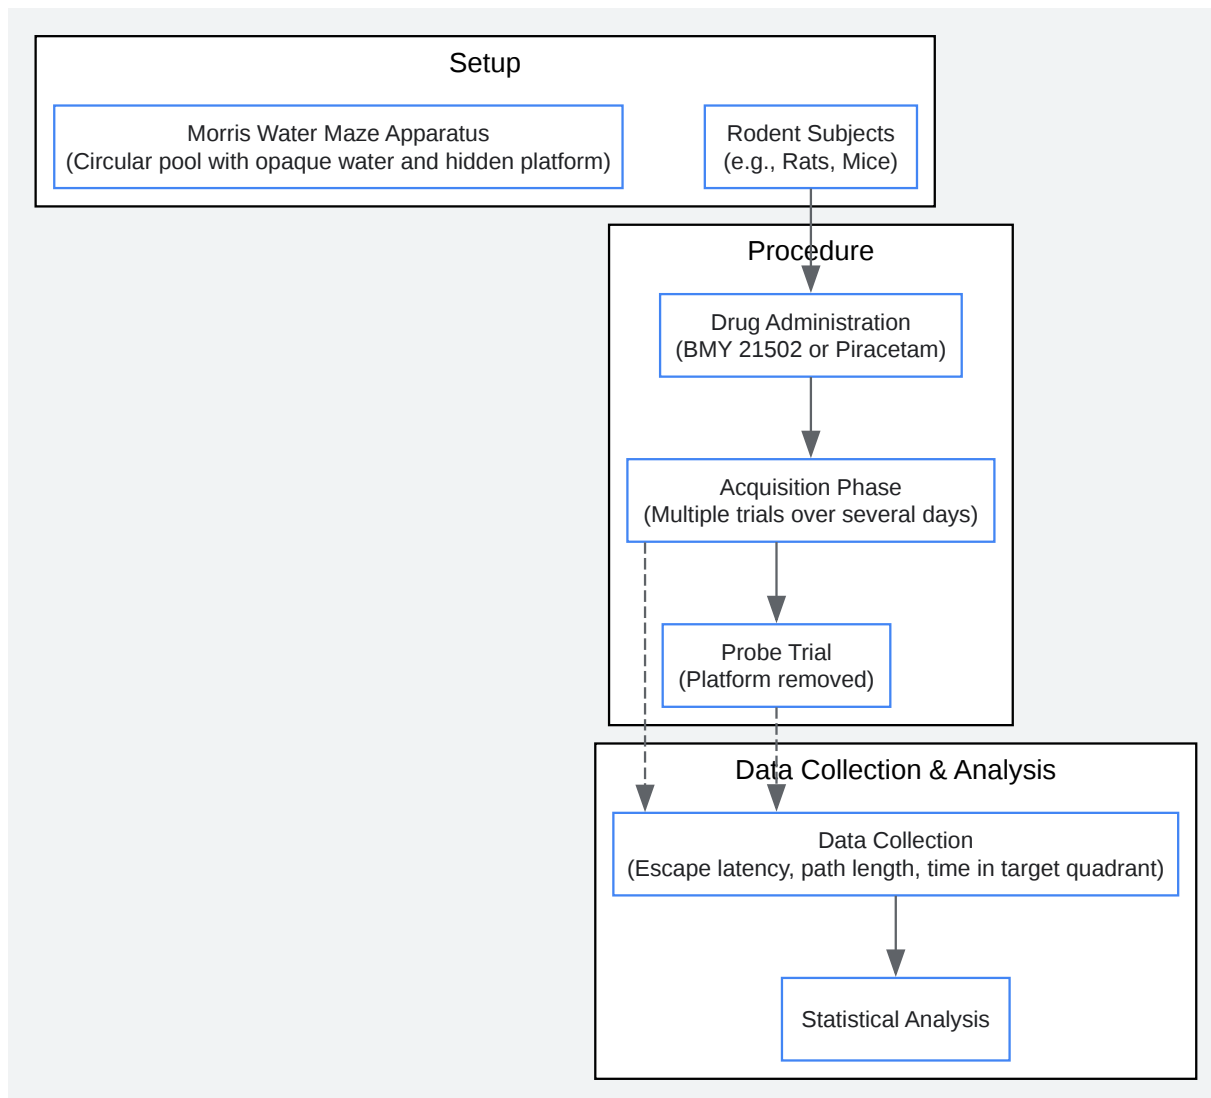 Setup
Morris Water Maze Apparatus
(Circular pool with opaque water and hidden platform)
Rodent Subjects
(e.g., Rats, Mice)
Procedure
Drug Administration
(BMY 21502 or Piracetam)
Acquisition Phase
(Multiple trials over several days)
Probe Trial
(Platform removed)
Data Collection & Analysis
Data Collection
(Escape latency, path length, time in target quadrant)
Statistical Analysis